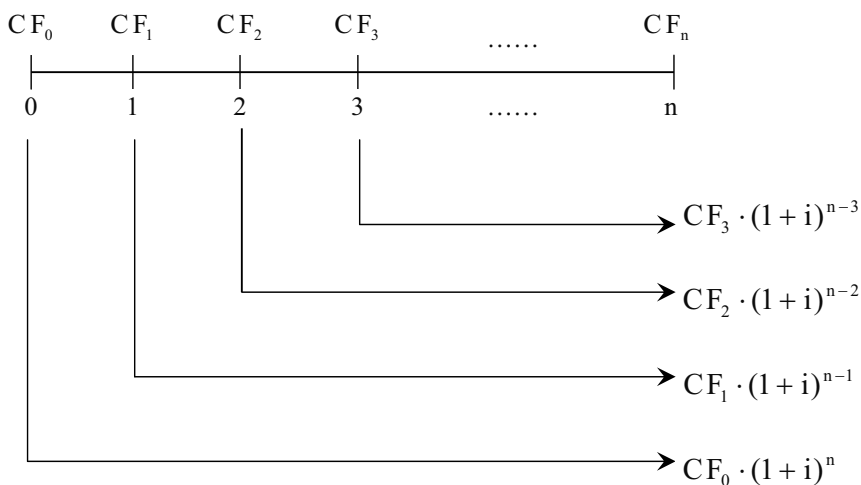 CF₀ CF₁ CF₂ CF₃ ...... CFₙ
0 1 2 3 ...... n
CF₃ · (1 + i)ⁿ⁻³
CF₂ · (1 + i)ⁿ⁻²
CF₁ · (1 + i)ⁿ⁻¹
CF₀ · (1 + i)ⁿ